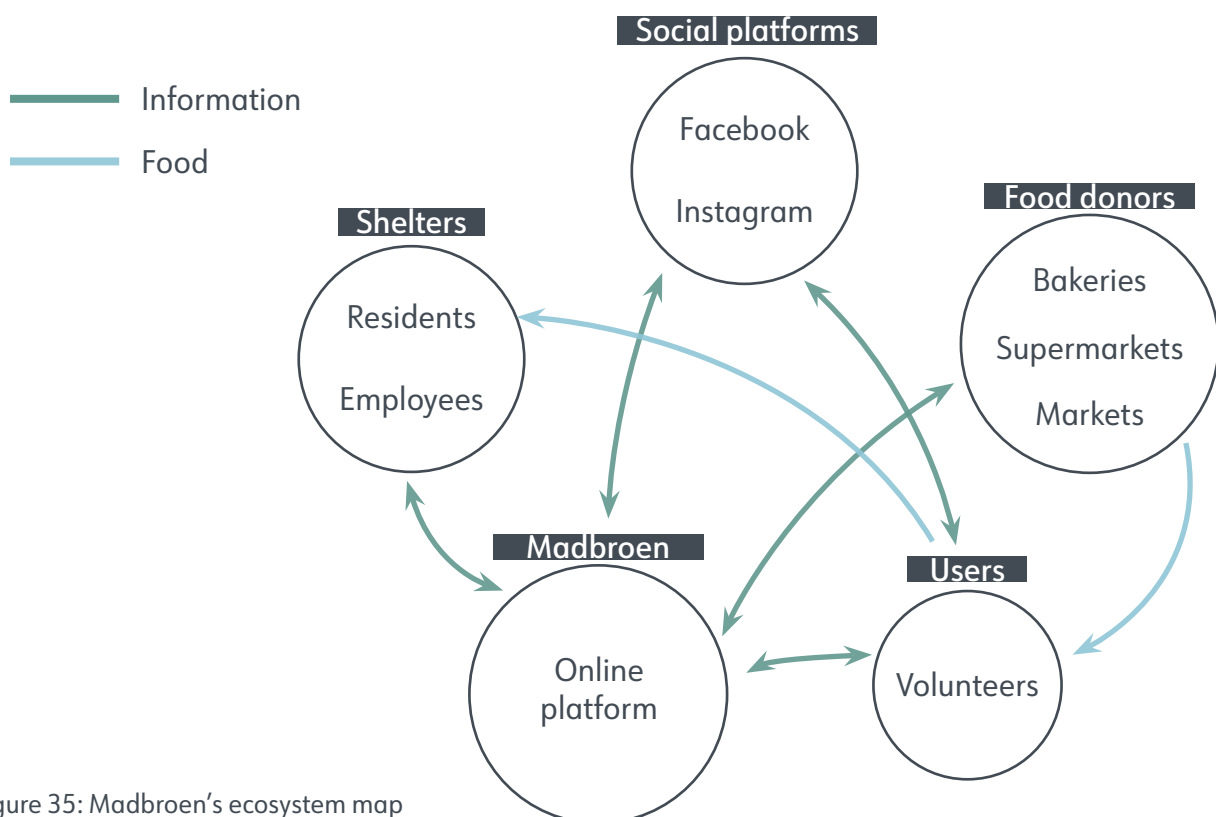 Social platforms
Information
Food
Facebook
Instagram
Food donors
Shelters
Bakeries
Residents
Supermarkets
Employees
Markets
Madbroen
Users
Online
platform
Volunteers
gure 35: Madbroen's ecosystem map